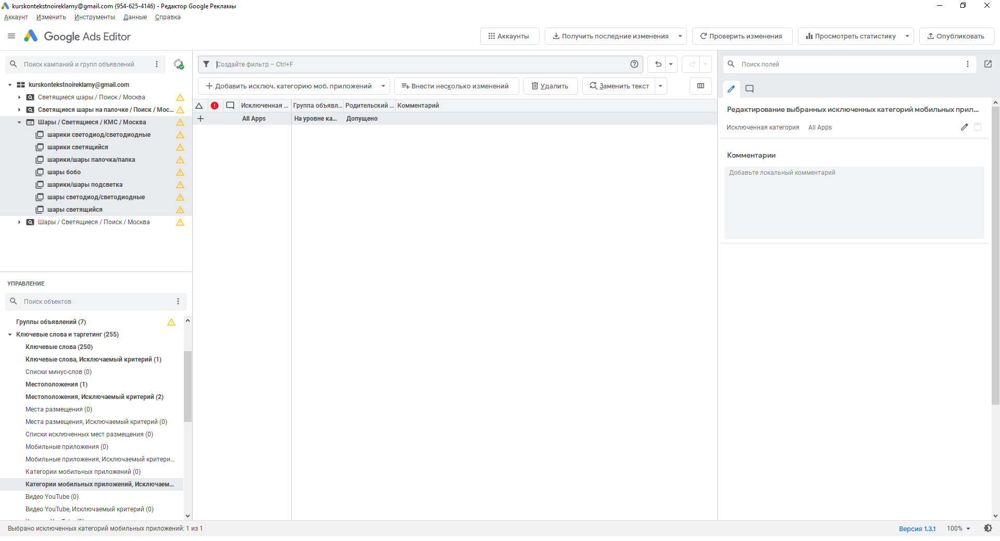 kurskontekstnoireklamy@gmail.com (954-625-4146) - Редактор Google Рекламы
Аккаунт Изменить Инструменты Данные Справка
Google Ads Editor
Аккаунты
Получить последние изменения
Проверить изменения
Просмотреть статистику
Опубликовать
Поиск кампаний и групп объявлений
kurskontekstnoireklamy@gmail.com
Светящиеся шары / Поиск / Москва
Светящиеся шары на палочке / Поиск / Мос...
Шары / Светящиеся / КМС / Москва
шарики светодиод/светодиодные
шарики светящийся
шарики/шары палочка/палка
шары бобо
шарики/шары подсветка
шары светодиод/светодиодные
шары светящийся
Шары / Светящиеся / Поиск / Москва
УПРАВЛЕНИЕ
Поиск объектов
Группы объявлений (7)
Ключевые слова и таргетинг (255)
Ключевые слова (250)
Ключевые слова, Исключаемый критерий (1)
Списки минус-слов (0)
Местоположения (1)
Местоположения, Исключаемый критерий (2)
Места размещения (0)
Места размещения, Исключаемый критерий (0)
Списки исключенных мест размещения (0)
Мобильные приложения (0)
Мобильные приложения, Исключаемый критери...
Категории мобильных приложений (0)
Категории мобильных приложений, Исключаем...
Видео YouTube (0)
Видео YouTube, Исключаемый критерий (0)
Создайте фильтр – Ctrl+F
Добавить исключ. категорию моб. приложений
Внести несколько изменений
Удалить
Заменить текст
Исключенная ... Группа объявл... Родительский ... Комментарий
All Apps На уровне ка... Допущено
Поиск полей
Редактирование выбранных исключенных категорий мобильных прил...
Исключенная категория All Apps
Комментарии
Добавьте локальный комментарий
Выбрано исключенных категорий мобильных приложений: 1 из 1
Версия 1.3.1 100%